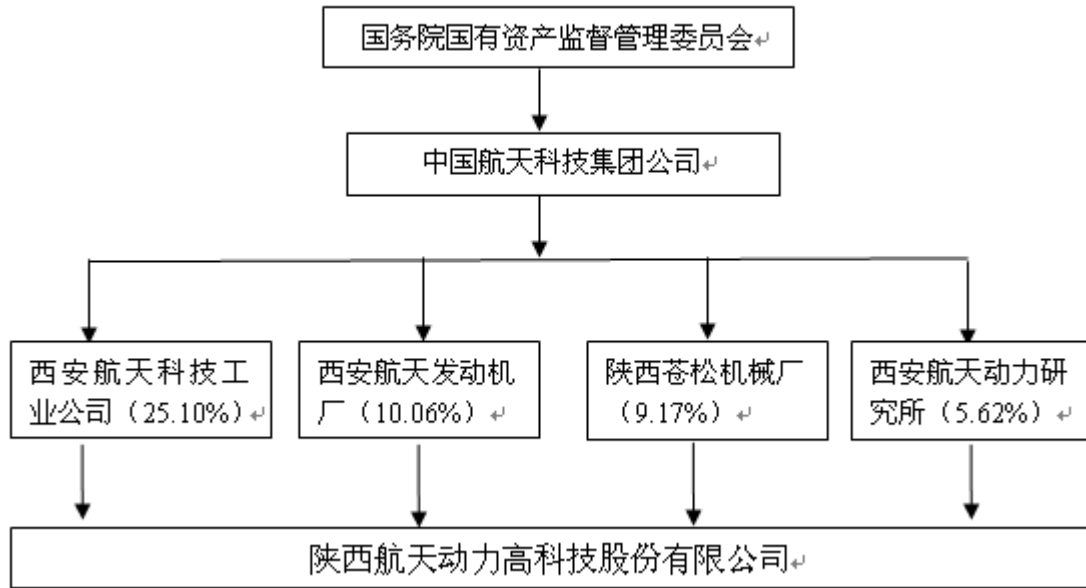 国务院国有资产监督管理委员会
中国航天科技集团公司
西安航天科技工
业公司（25.10%）
西安航天发动机
厂（10.06%）
陕西苍松机械厂
（9.17%）
西安航天动力研
究所（5.62%）
陕西航天动力高科技股份有限公司